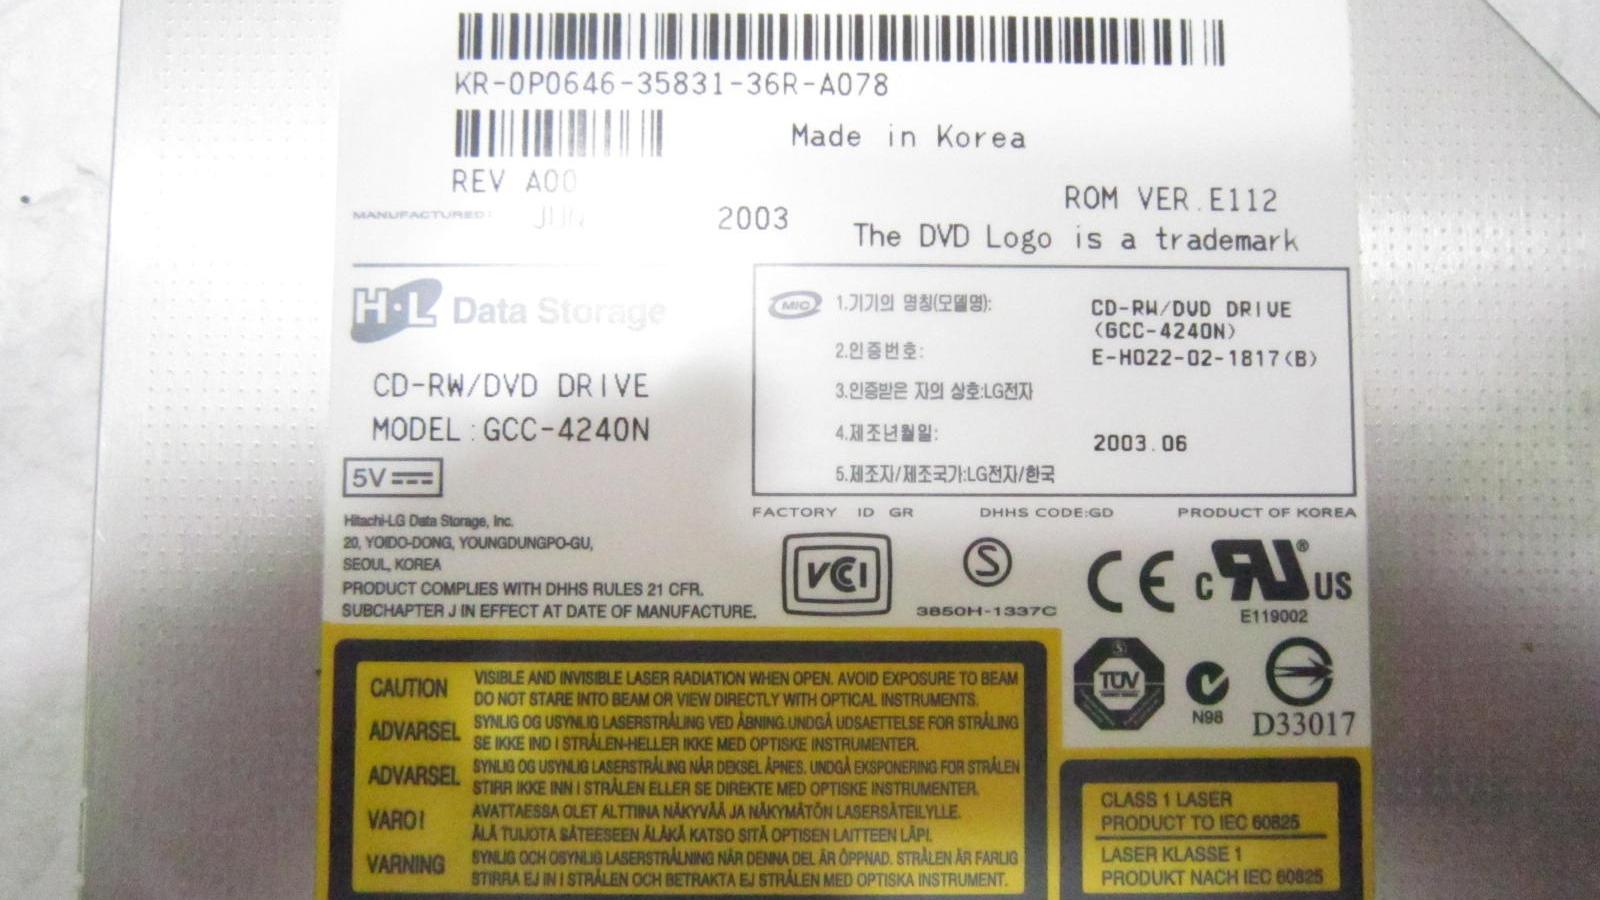 KR-0P0646-35831-36R-A078
Made in Korea
REV A00
MANUFACTURED: JUN 2003
ROM VER.E112
The DVD Logo is a trademark
H·L Data Storage
CD-RW/DVD DRIVE
MODEL:GCC-4240N
5V
MIC 1.기기의 명칭(모델명): CD-RW/DVD DRIVE
(GCC-4240N)
2.인증번호: E-H022-02-1817(B)
3.인증받은 자의 상호:LG전자
4.제조년월일: 2003.06
5.제조자/제조국가:LG전자/한국
FACTORY ID GR DHHS CODE:GD PRODUCT OF KOREA
Hitachi-LG Data Storage, Inc.
20, YOIDO-DONG, YOUNGDUNGPO-GU,
SEOUL, KOREA
PRODUCT COMPLIES WITH DHHS RULES 21 CFR.
SUBCHAPTER J IN EFFECT AT DATE OF MANUFACTURE.
VCI
S
3850H-1337C
CE
c RU® US
E119002
TÜV
N98
D33017
CAUTION VISIBLE AND INVISIBLE LASER RADIATION WHEN OPEN. AVOID EXPOSURE TO BEAM
DO NOT STARE INTO BEAM OR VIEW DIRECTLY WITH OPTICAL INSTRUMENTS.
ADVARSEL SYNLIG OG USYNLIG LASERSTRÅLING VED ÅBNING.UNDGÅ UDSAETTELSE FOR STRÅLING
SE IKKE IND I STRÅLEN-HELLER IKKE MED OPTISKE INSTRUMENTER.
ADVARSEL SYNLIG OG USYNLIG LASERSTRÅLING NÅR DEKSEL ÅPNES. UNDGÅ EKSPONERING FOR STRÅLEN
STIRR IKKE INN I STRÅLEN ELLER SE DIREKTE MED OPTISKE INSTRUMENTER.
VARO! AVATTAESSA OLET ALTTIINA NÄKYVÄÄ JA NÄKYMÄTÖN LASERSÄTEILYLLE.
ÄLÄ TUIJOTA SÄTEESEEN ÄLÄKÄ KATSO SITÄ OPTISEN LAITTEEN LÄPI.
VARNING SYNLIG OCH OSYNLIG LASERSTRÅLNING NÄR DENNA DEL ÄR ÖPPNAD. STRÅLEN ÄR FARLIG
STIRRA EJ IN I STRÅLEN OCH BETRAKTA EJ STRÅLEN MED OPTISKA INSTRUMENT.
CLASS 1 LASER
PRODUCT TO IEC 60825
LASER KLASSE 1
PRODUKT NACH IEC 60825